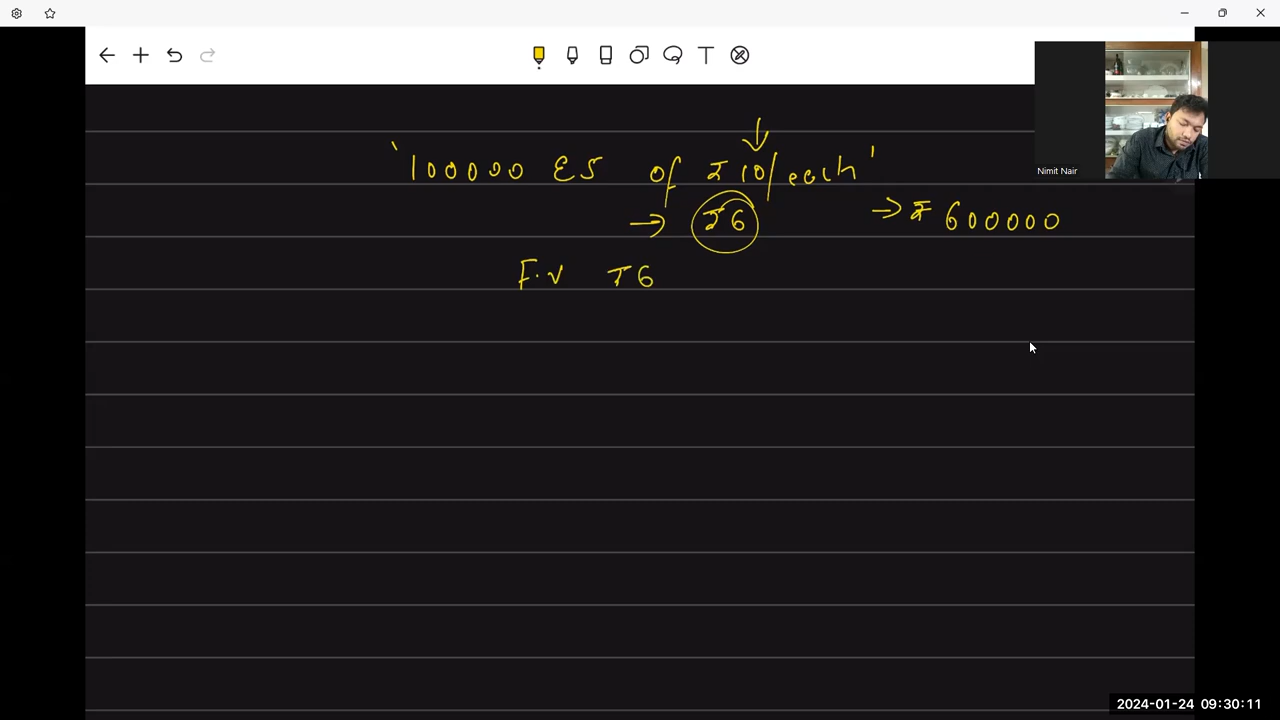 '100000 ES of ₹10/each'
→ ₹6 → ₹600000
F.V ₹6
Nimit Nair
2024-01-24 09:30:11